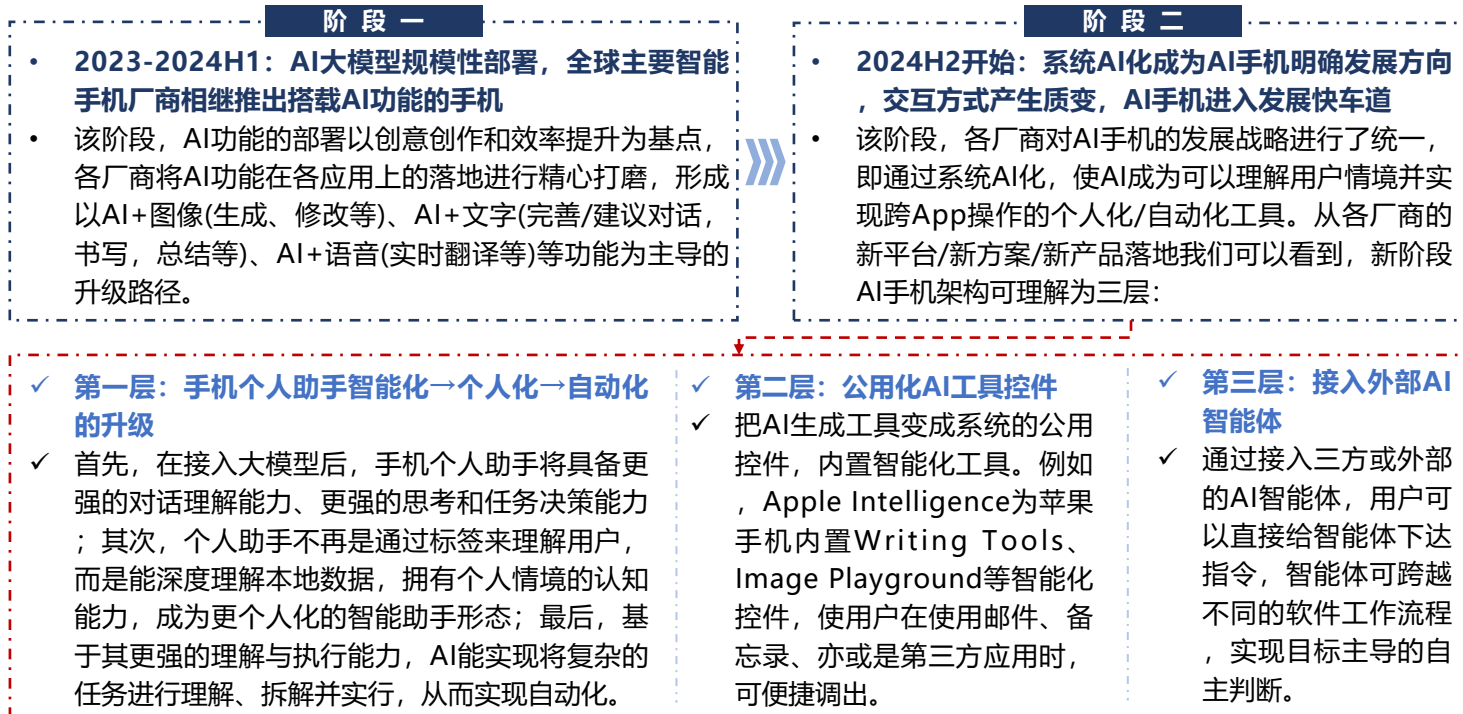 阶 段 一
• 2023-2024H1：AI大模型规模性部署，全球主要智能
手机厂商相继推出搭载AI功能的手机
• 该阶段，AI功能的部署以创意创作和效率提升为基点，
各厂商将AI功能在各应用上的落地进行精心打磨，形成
以AI+图像(生成、修改等)、AI+文字(完善/建议对话，
书写，总结等)、AI+语音(实时翻译等)等功能为主导的
升级路径。
阶 段 二
• 2024H2开始：系统AI化成为AI手机明确发展方向
，交互方式产生质变，AI手机进入发展快车道
• 该阶段，各厂商对AI手机的发展战略进行了统一，
即通过系统AI化，使AI成为可以理解用户情境并实
现跨App操作的个人化/自动化工具。从各厂商的
新平台/新方案/新产品落地我们可以看到，新阶段
AI手机架构可理解为三层：
✓ 第一层：手机个人助手智能化→个人化→自动化
的升级
✓ 首先，在接入大模型后，手机个人助手将具备更
强的对话理解能力、更强的思考和任务决策能力
；其次，个人助手不再是通过标签来理解用户，
而是能深度理解本地数据，拥有个人情境的认知
能力，成为更个人化的智能助手形态；最后，基
于其更强的理解与执行能力，AI能实现将复杂的
任务进行理解、拆解并实行，从而实现自动化。
✓ 第二层：公用化AI工具控件
✓ 把AI生成工具变成系统的公用
控件，内置智能化工具。例如
，Apple Intelligence为苹果
手机内置Writing Tools、
Image Playground等智能化
控件，使用户在使用邮件、备
忘录、亦或是第三方应用时，
可便捷调出。
✓ 第三层：接入外部AI
智能体
✓ 通过接入三方或外部
的AI智能体，用户可
以直接给智能体下达
指令，智能体可跨越
不同的软件工作流程
，实现目标主导的自
主判断。